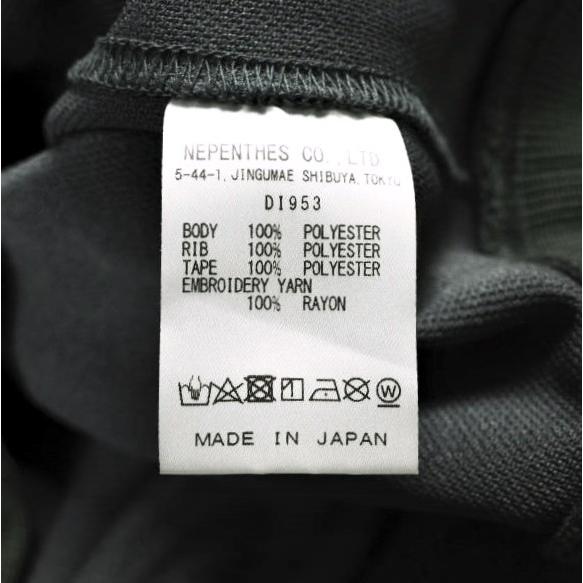 NEPENTHES CO.,LTD
5-44-1, JINGUMAE SHIBUYA, TOKYO
DI953
BODY 100% POLYESTER
RIB 100% POLYESTER
TAPE 100% POLYESTER
EMBROIDERY YARN
100% RAYON
W
MADE IN JAPAN